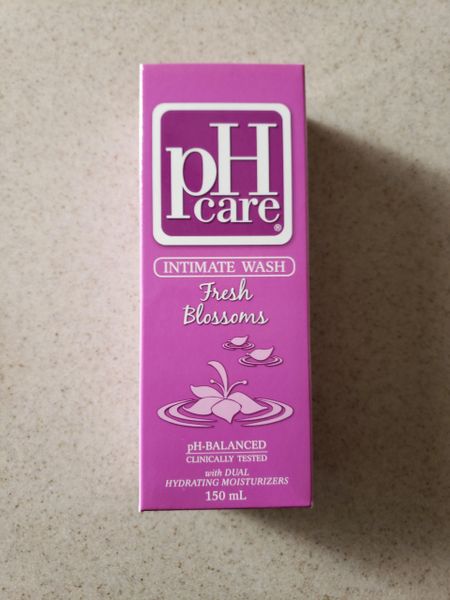 pH
care®
INTIMATE WASH
Fresh
Blossoms
pH-BALANCED
CLINICALLY TESTED
with DUAL
HYDRATING MOISTURIZERS
150 mL